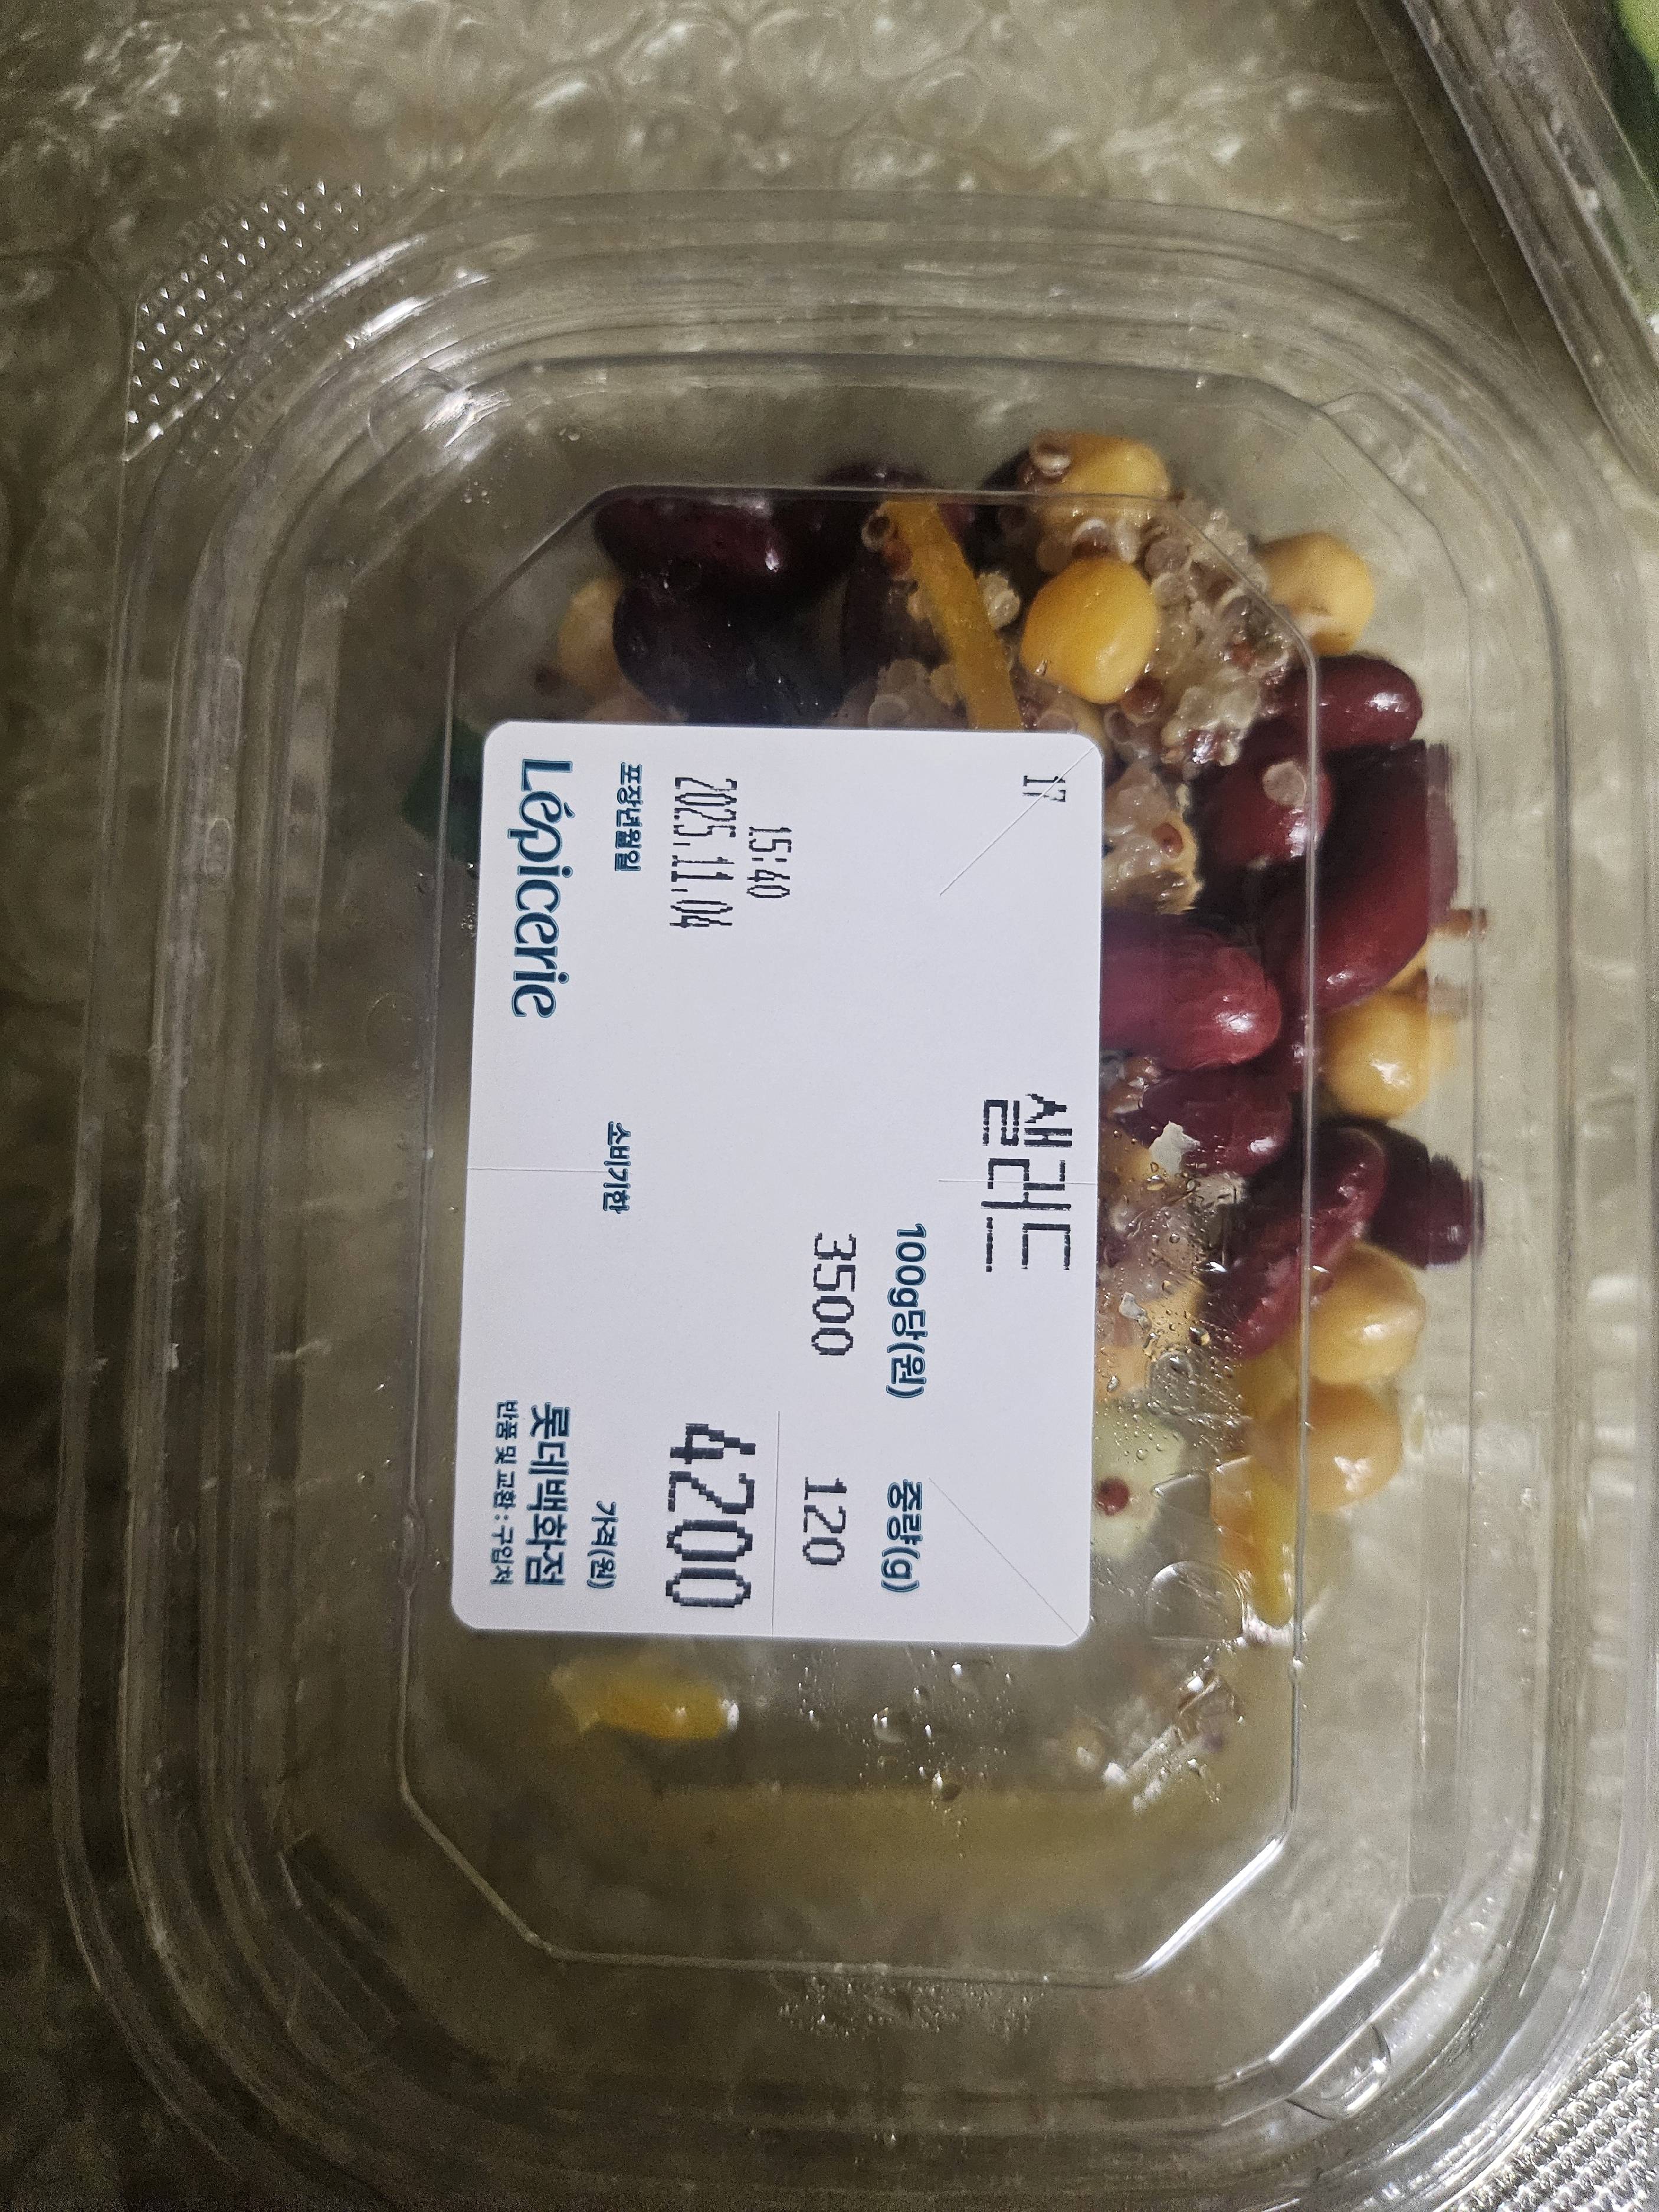 17
샐러드
100g당(원) 중량(g)
3500 120
15:40
2025.11.04 4200
포장년월일 소비기한 가격(원)
Lépicerie 롯데백화점
반품 및 교환 : 구입처